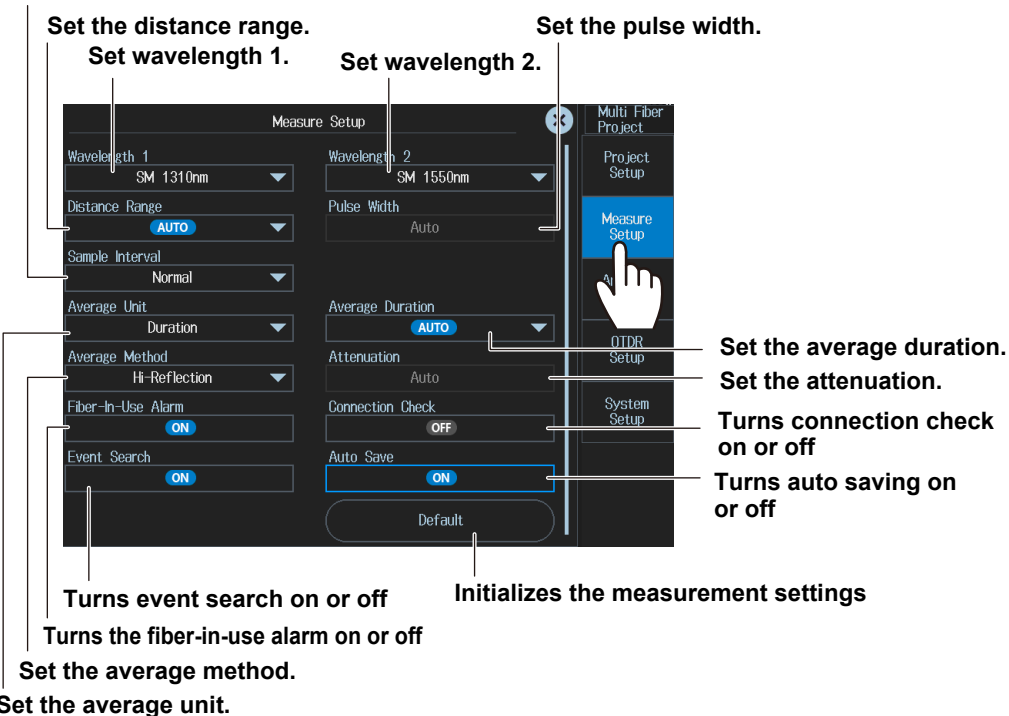 Set the distance range.
Set the pulse width.
Set wavelength 1.
Set wavelength 2.
Measure Setup
Multi Fiber
Project
Wavelength 1
Wavelength 2
Project
Setup
SM 1310nm
SM 1550nm
Distance Range
Pulse Width
Measure
Setup
AUTO
Auto
Sample Interval
Normal
Average Unit
Average Duration
Duration
AUTO
OTDR
Setup
Set the average duration.
Average Method
Attenuation
Hi-Reflection
Auto
Set the attenuation.
Fiber-In-Use Alarm
Connection Check
System
Setup
ON
OFF
Turns connection check
on or off
Event Search
Auto Save
ON
ON
Turns auto saving on
or off
Default
Turns event search on or off
Initializes the measurement settings
Turns the fiber-in-use alarm on or off
Set the average method.
Set the average unit.